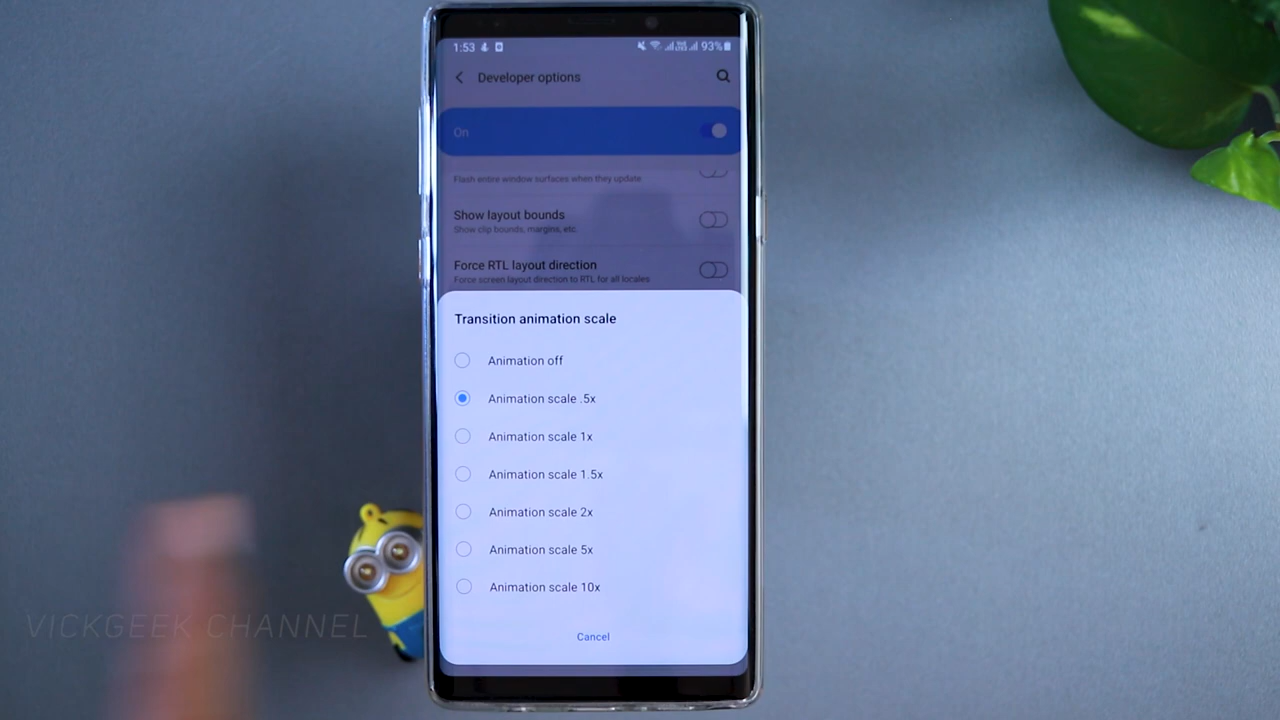 1:53 93%
Developer options
On
Flash entire window surfaces when they update
Show layout bounds
Show clip bounds, margins, etc.
Force RTL layout direction
Force screen layout direction to RTL for all locales
Transition animation scale
Animation off
Animation scale .5x
Animation scale 1x
Animation scale 1.5x
Animation scale 2x
Animation scale 5x
Animation scale 10x
Cancel
VICKGEEK CHANNEL